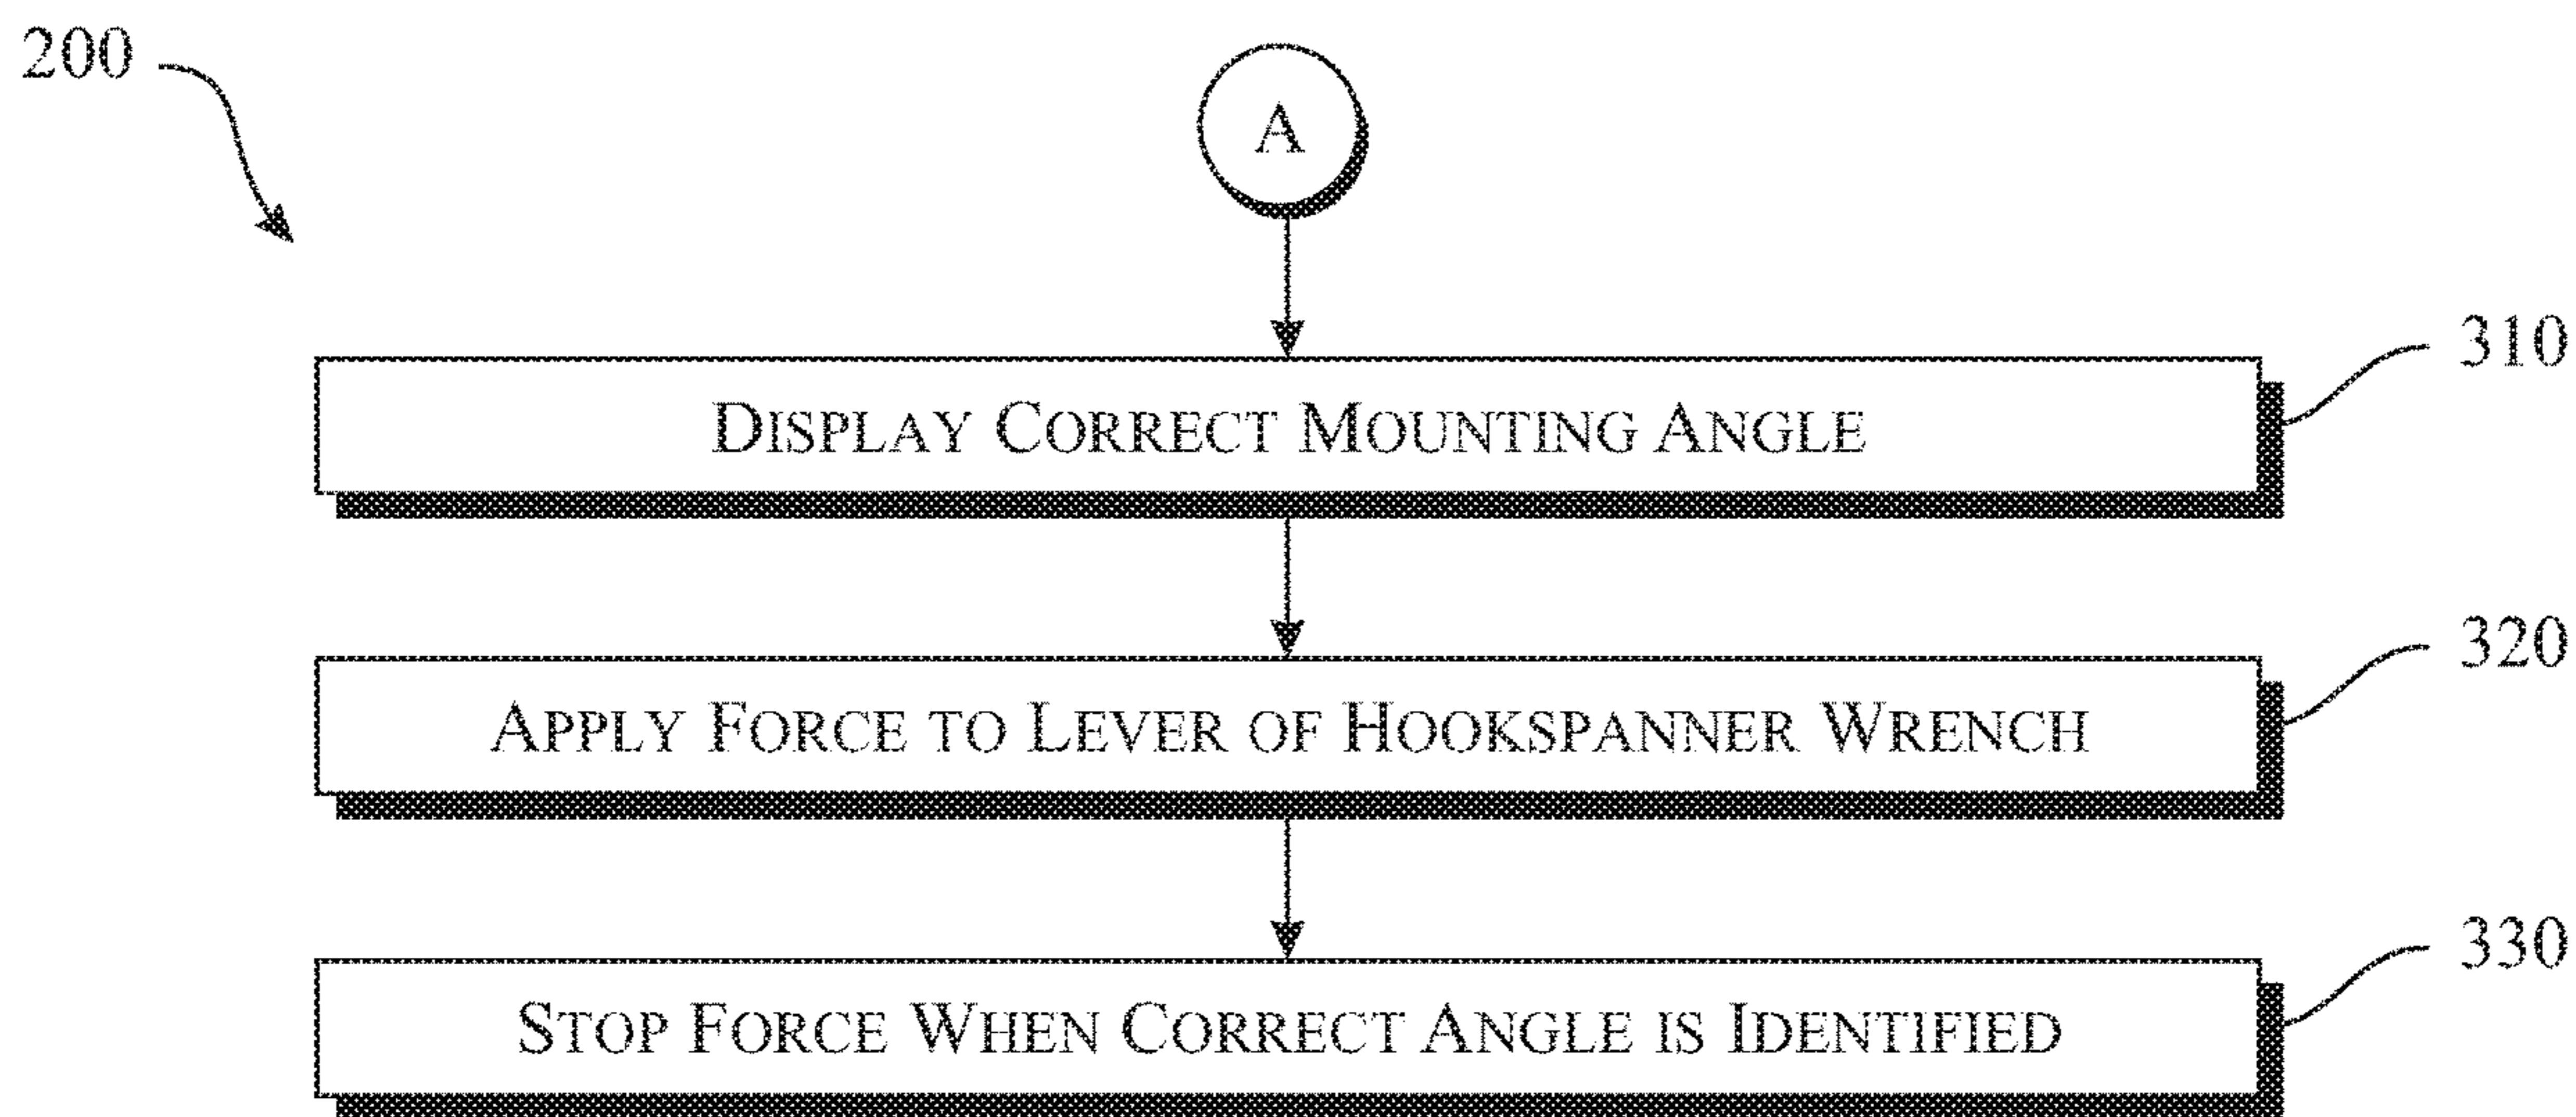 200
A
DISPLAY CORRECT MOUNTING ANGLE
310
APPLY FORCE TO LEVER OF HOOKSPANNER WRENCH
320
STOP FORCE WHEN CORRECT ANGLE IS IDENTIFIED
330